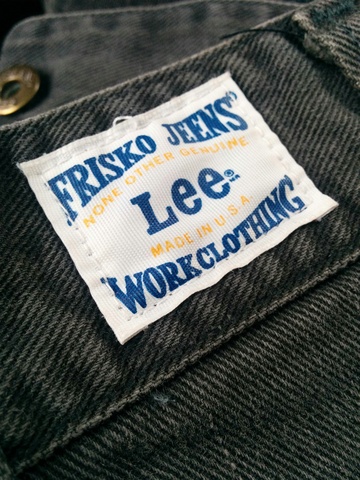 FRISKO JEENS
NONE OTHER GENUINE
Lee®
MADE IN U.S.A.
WORKCLOTHING